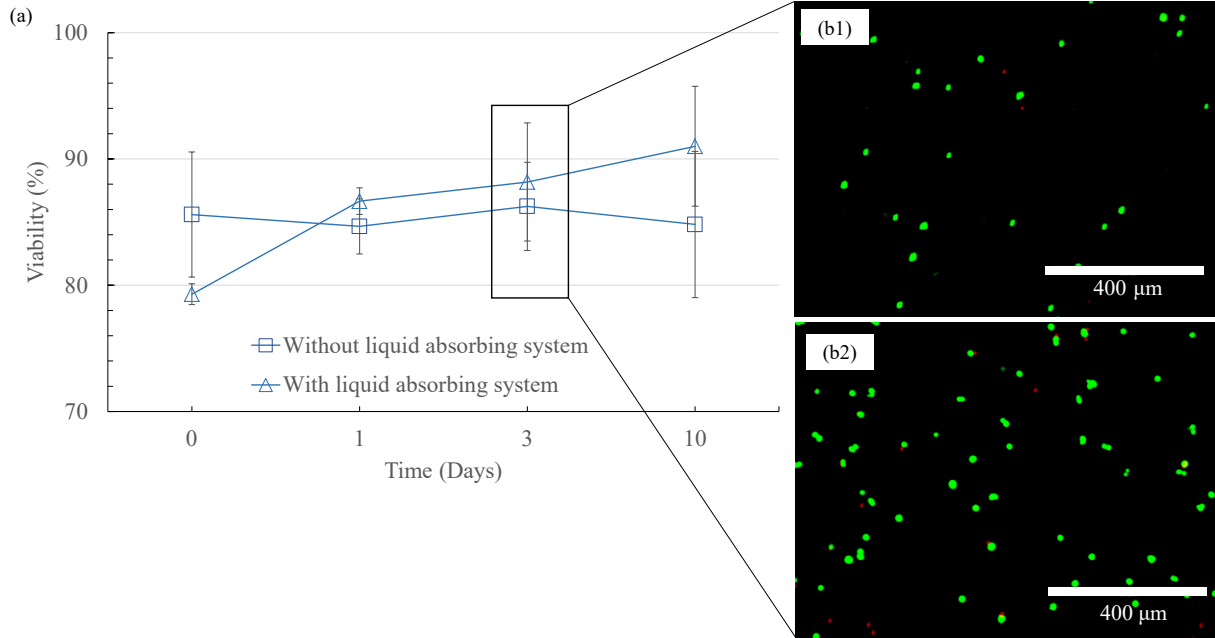 (a)
100
90
80
70
Viability (%)
0 1 3 10
Time (Days)
Without liquid absorbing system
With liquid absorbing system
(b1)
400 μm
(b2)
400 μm